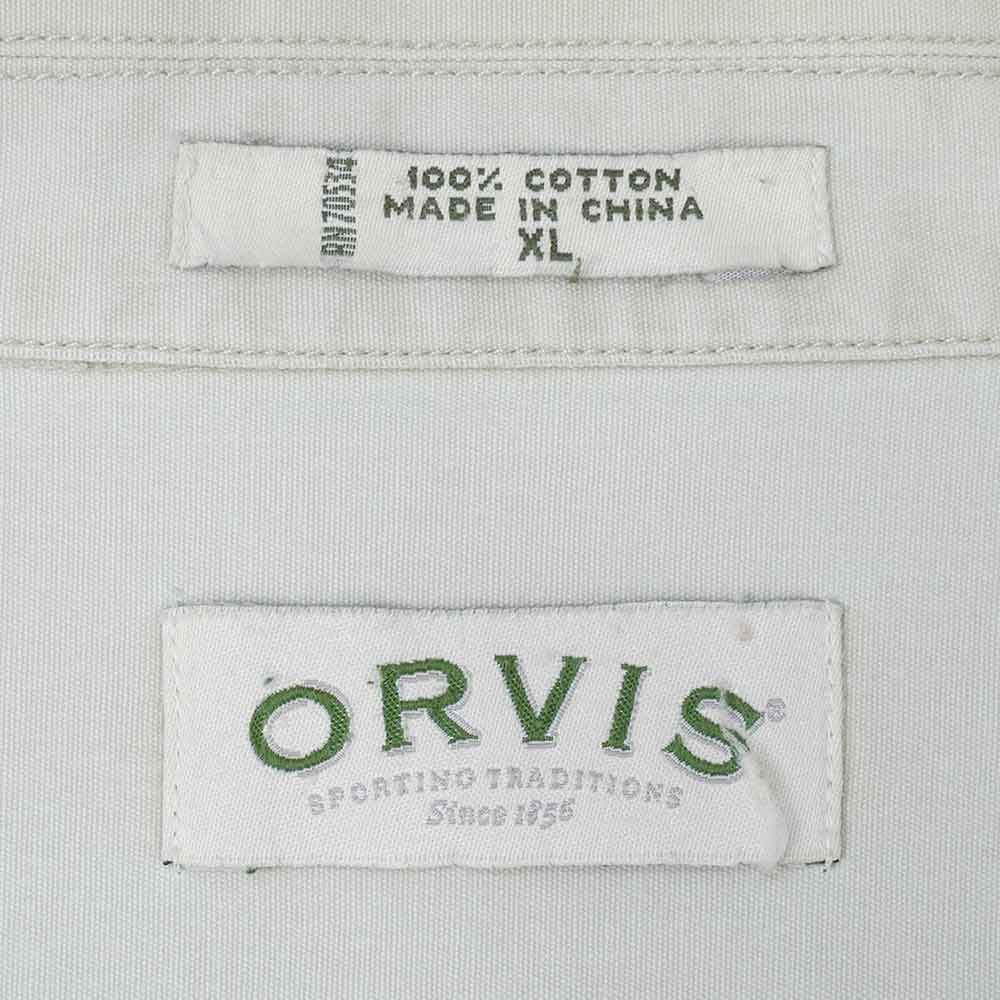 RN70534
100% COTTON
MADE IN CHINA
XL
ORVIS®
SPORTING TRADITIONS
Since 1856